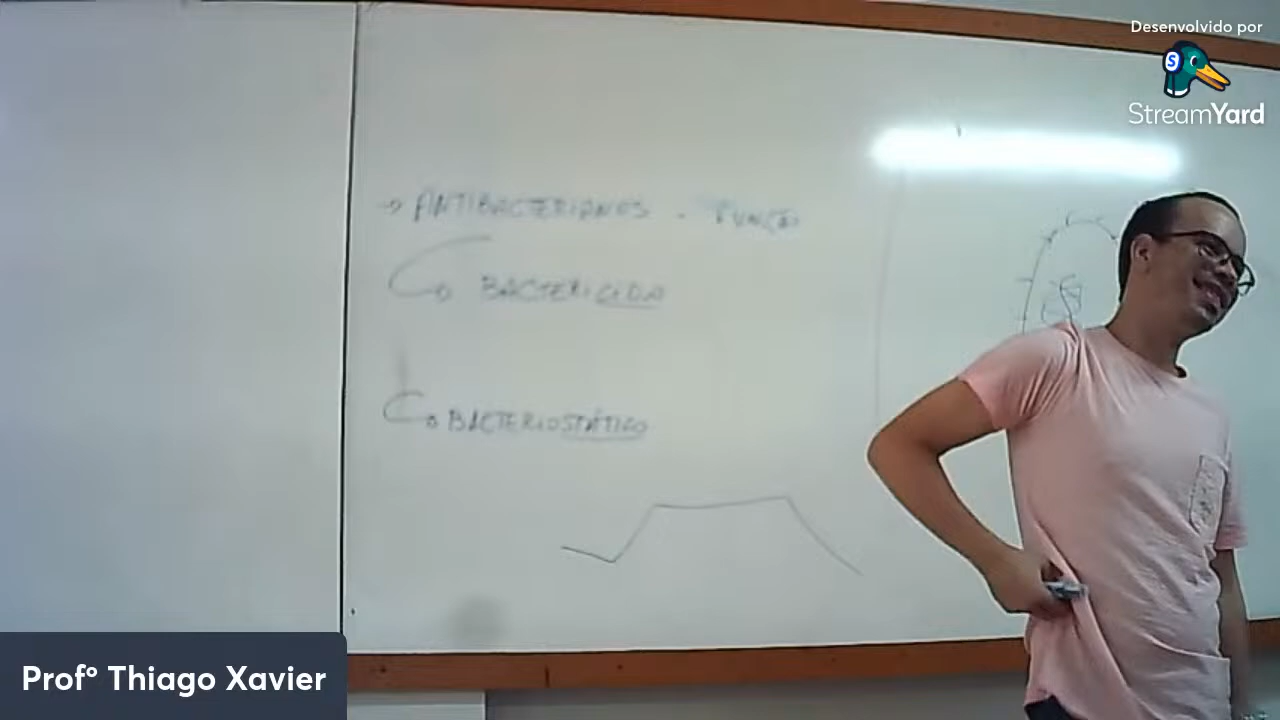 Desenvolvido por
StreamYard
→ ANTIBACTERIANOS - FUNÇÃO
BACTERICIDA
BACTERIOSTÁTICO
Profº Thiago Xavier